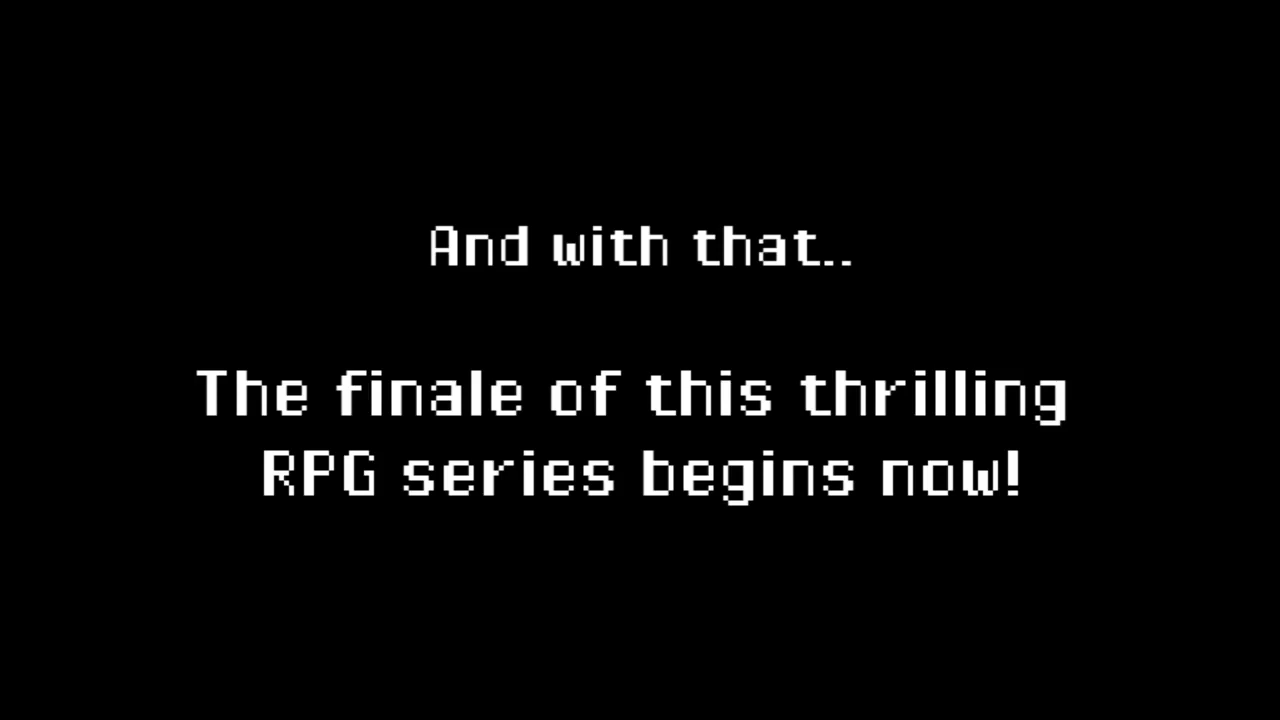 And with that..
The finale of this thrilling
RPG series begins now!